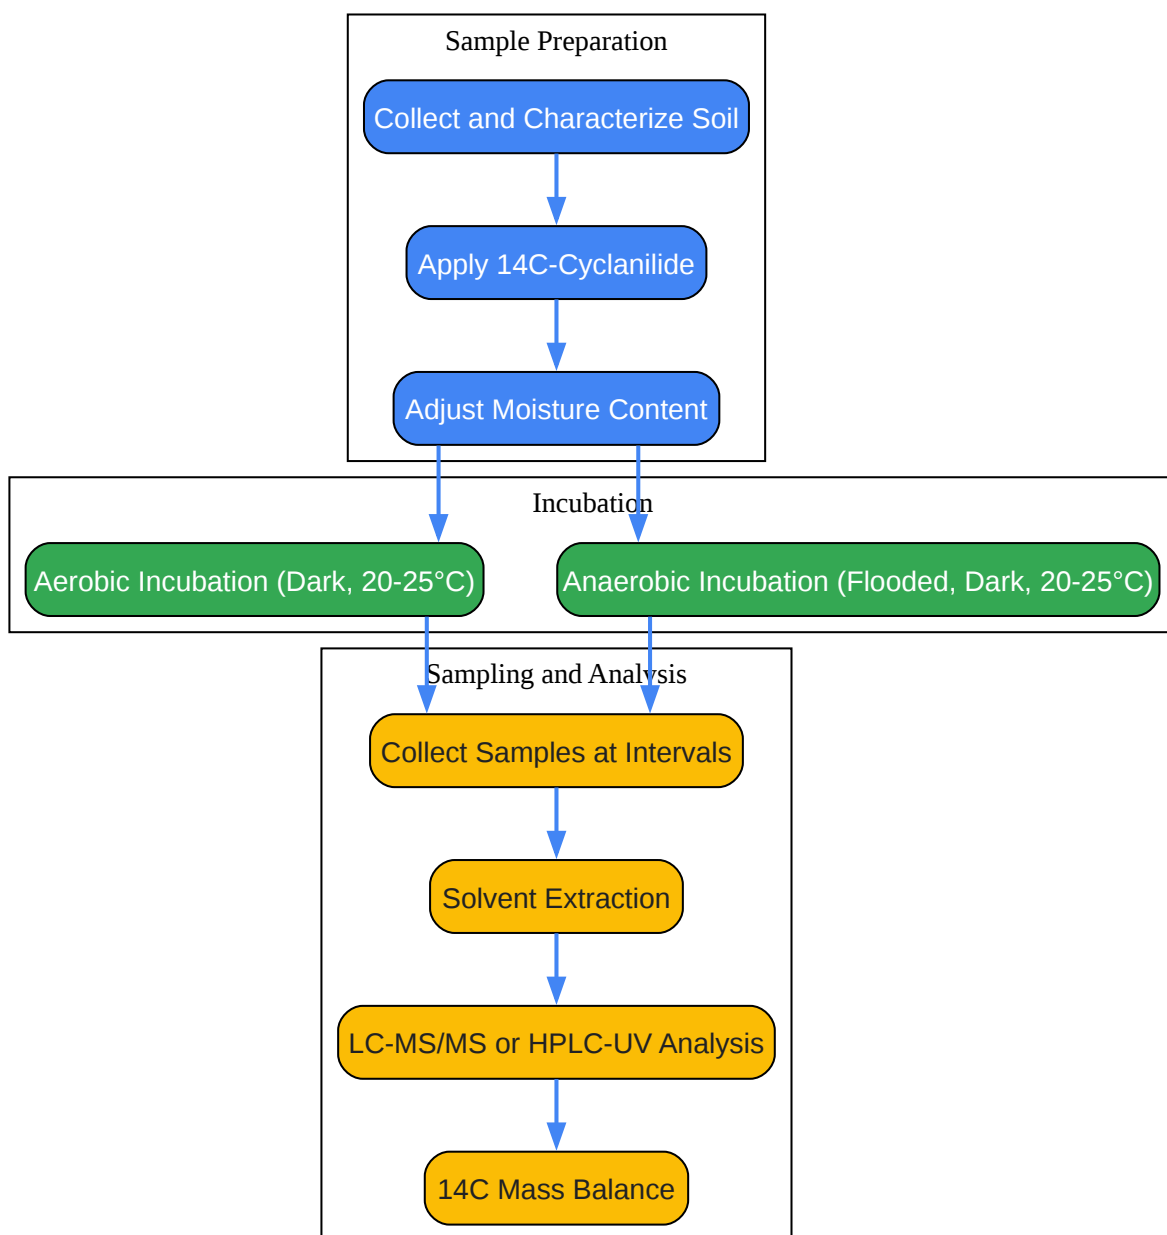 Sample Preparation
Collect and Characterize Soil
Apply 14C-Cyclanilide
Adjust Moisture Content
Incubation
Aerobic Incubation (Dark, 20-25°C)
Anaerobic Incubation (Flooded, Dark, 20-25°C)
Sampling and Analysis
Collect Samples at Intervals
Solvent Extraction
LC-MS/MS or HPLC-UV Analysis
14C Mass Balance